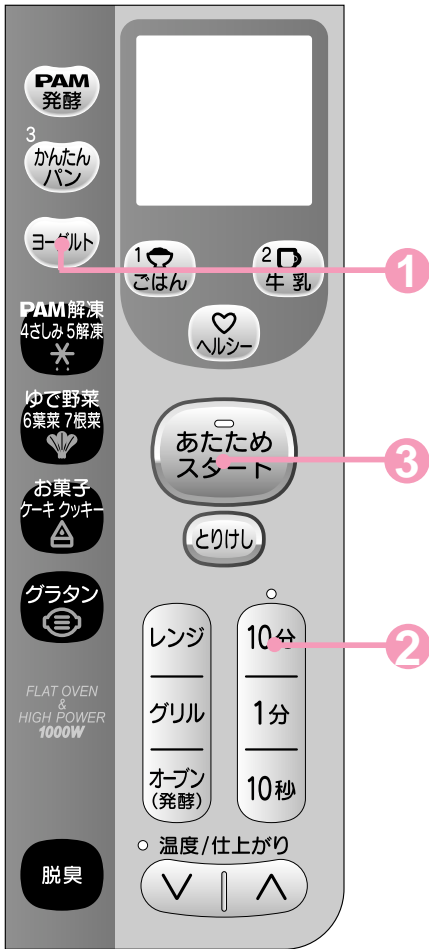 PAM
発酵
3
かんたん
パン
ヨーグルト
1
1
ごはん
2
牛乳
ヘルシー
PAM解凍
4さしみ 5解凍
ゆで野菜
6葉菜 7根菜
お菓子
ケーキ クッキー
グラタン
あたため
スタート
3
とりけし
レンジ
グリル
オーブン
(発酵)
10分
2
1分
10秒
FLAT OVEN
&
HIGH POWER
1000W
脱臭
温度/仕上がり